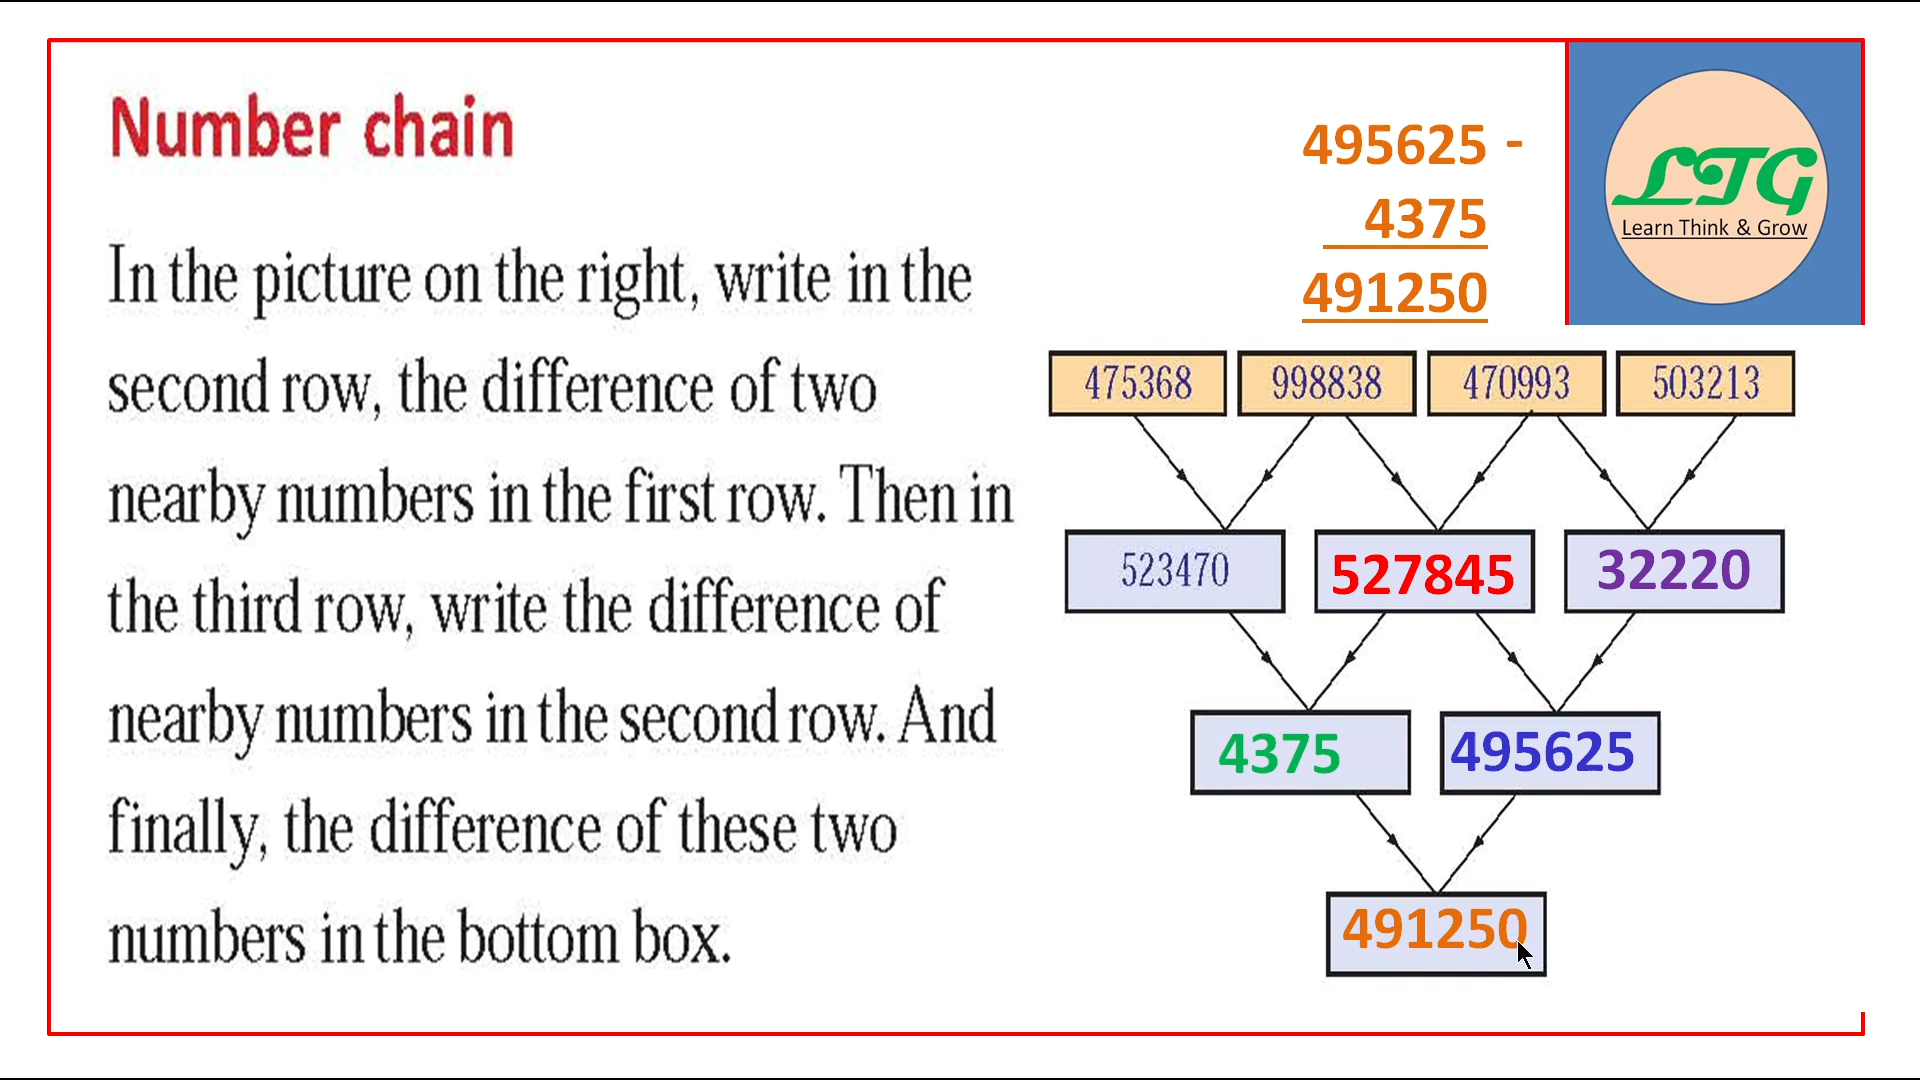 Number chain
In the picture on the right, write in the
second row, the difference of two
nearby numbers in the first row. Then in
the third row, write the difference of
nearby numbers in the second row. And
finally, the difference of these two
numbers in the bottom box.
495625 -
4375
491250
LTG
Learn Think & Grow
475368 998838 470993 503213
523470 527845 32220
4375 495625
491250